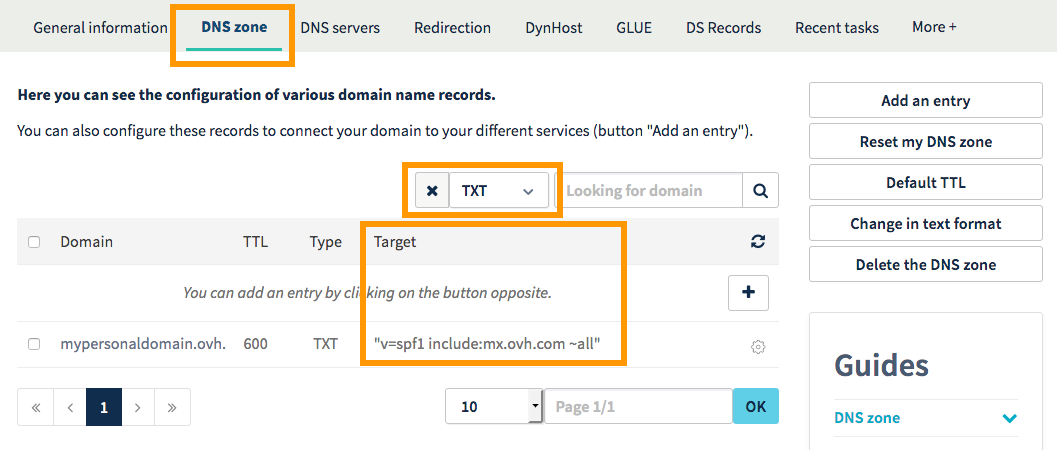 General information DNS zone DNS servers Redirection DynHost GLUE DS Records Recent tasks More +
Here you can see the configuration of various domain name records.
You can also configure these records to connect your domain to your different services (button "Add an entry").
TXT Looking for domain
Domain TTL Type Target
You can add an entry by clicking on the button opposite.
mypersonaldomain.ovh. 600 TXT "v=spf1 include:mx.ovh.com ~all"
« ‹ 1 › » 10 Page 1/1 OK
Add an entry
Reset my DNS zone
Default TTL
Change in text format
Delete the DNS zone
Guides
DNS zone